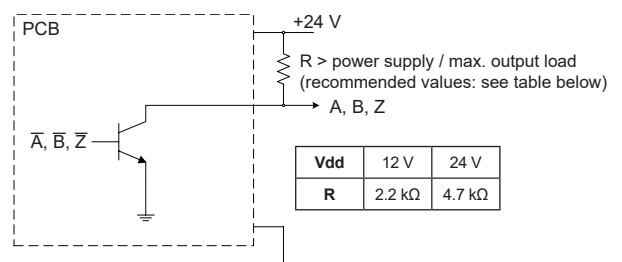 PCB
+24 V
R > power supply / max. output load
(recommended values: see table below)
A, B, Z
A̅, B̅, Z̅
Vdd 12 V 24 V
R 2.2 kΩ 4.7 kΩ